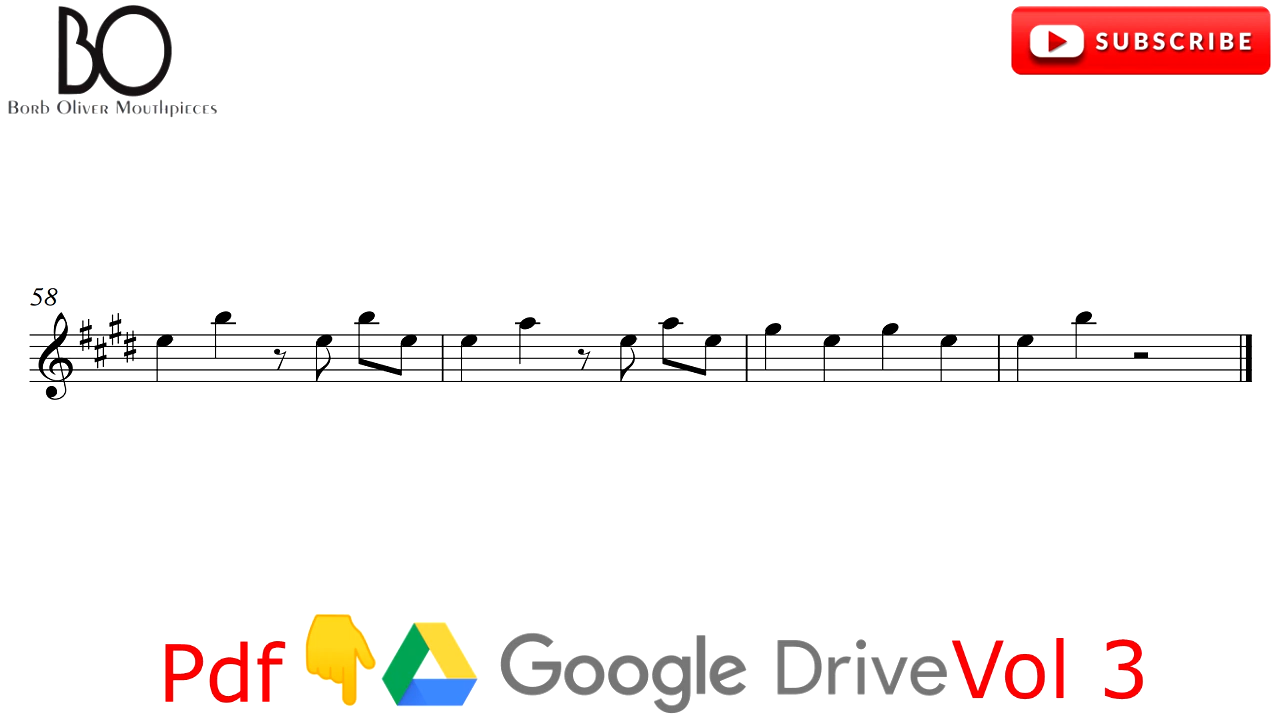 BO
Borb Oliver Mouthpieces
SUBSCRIBE
58
Pdf Google Drive Vol 3